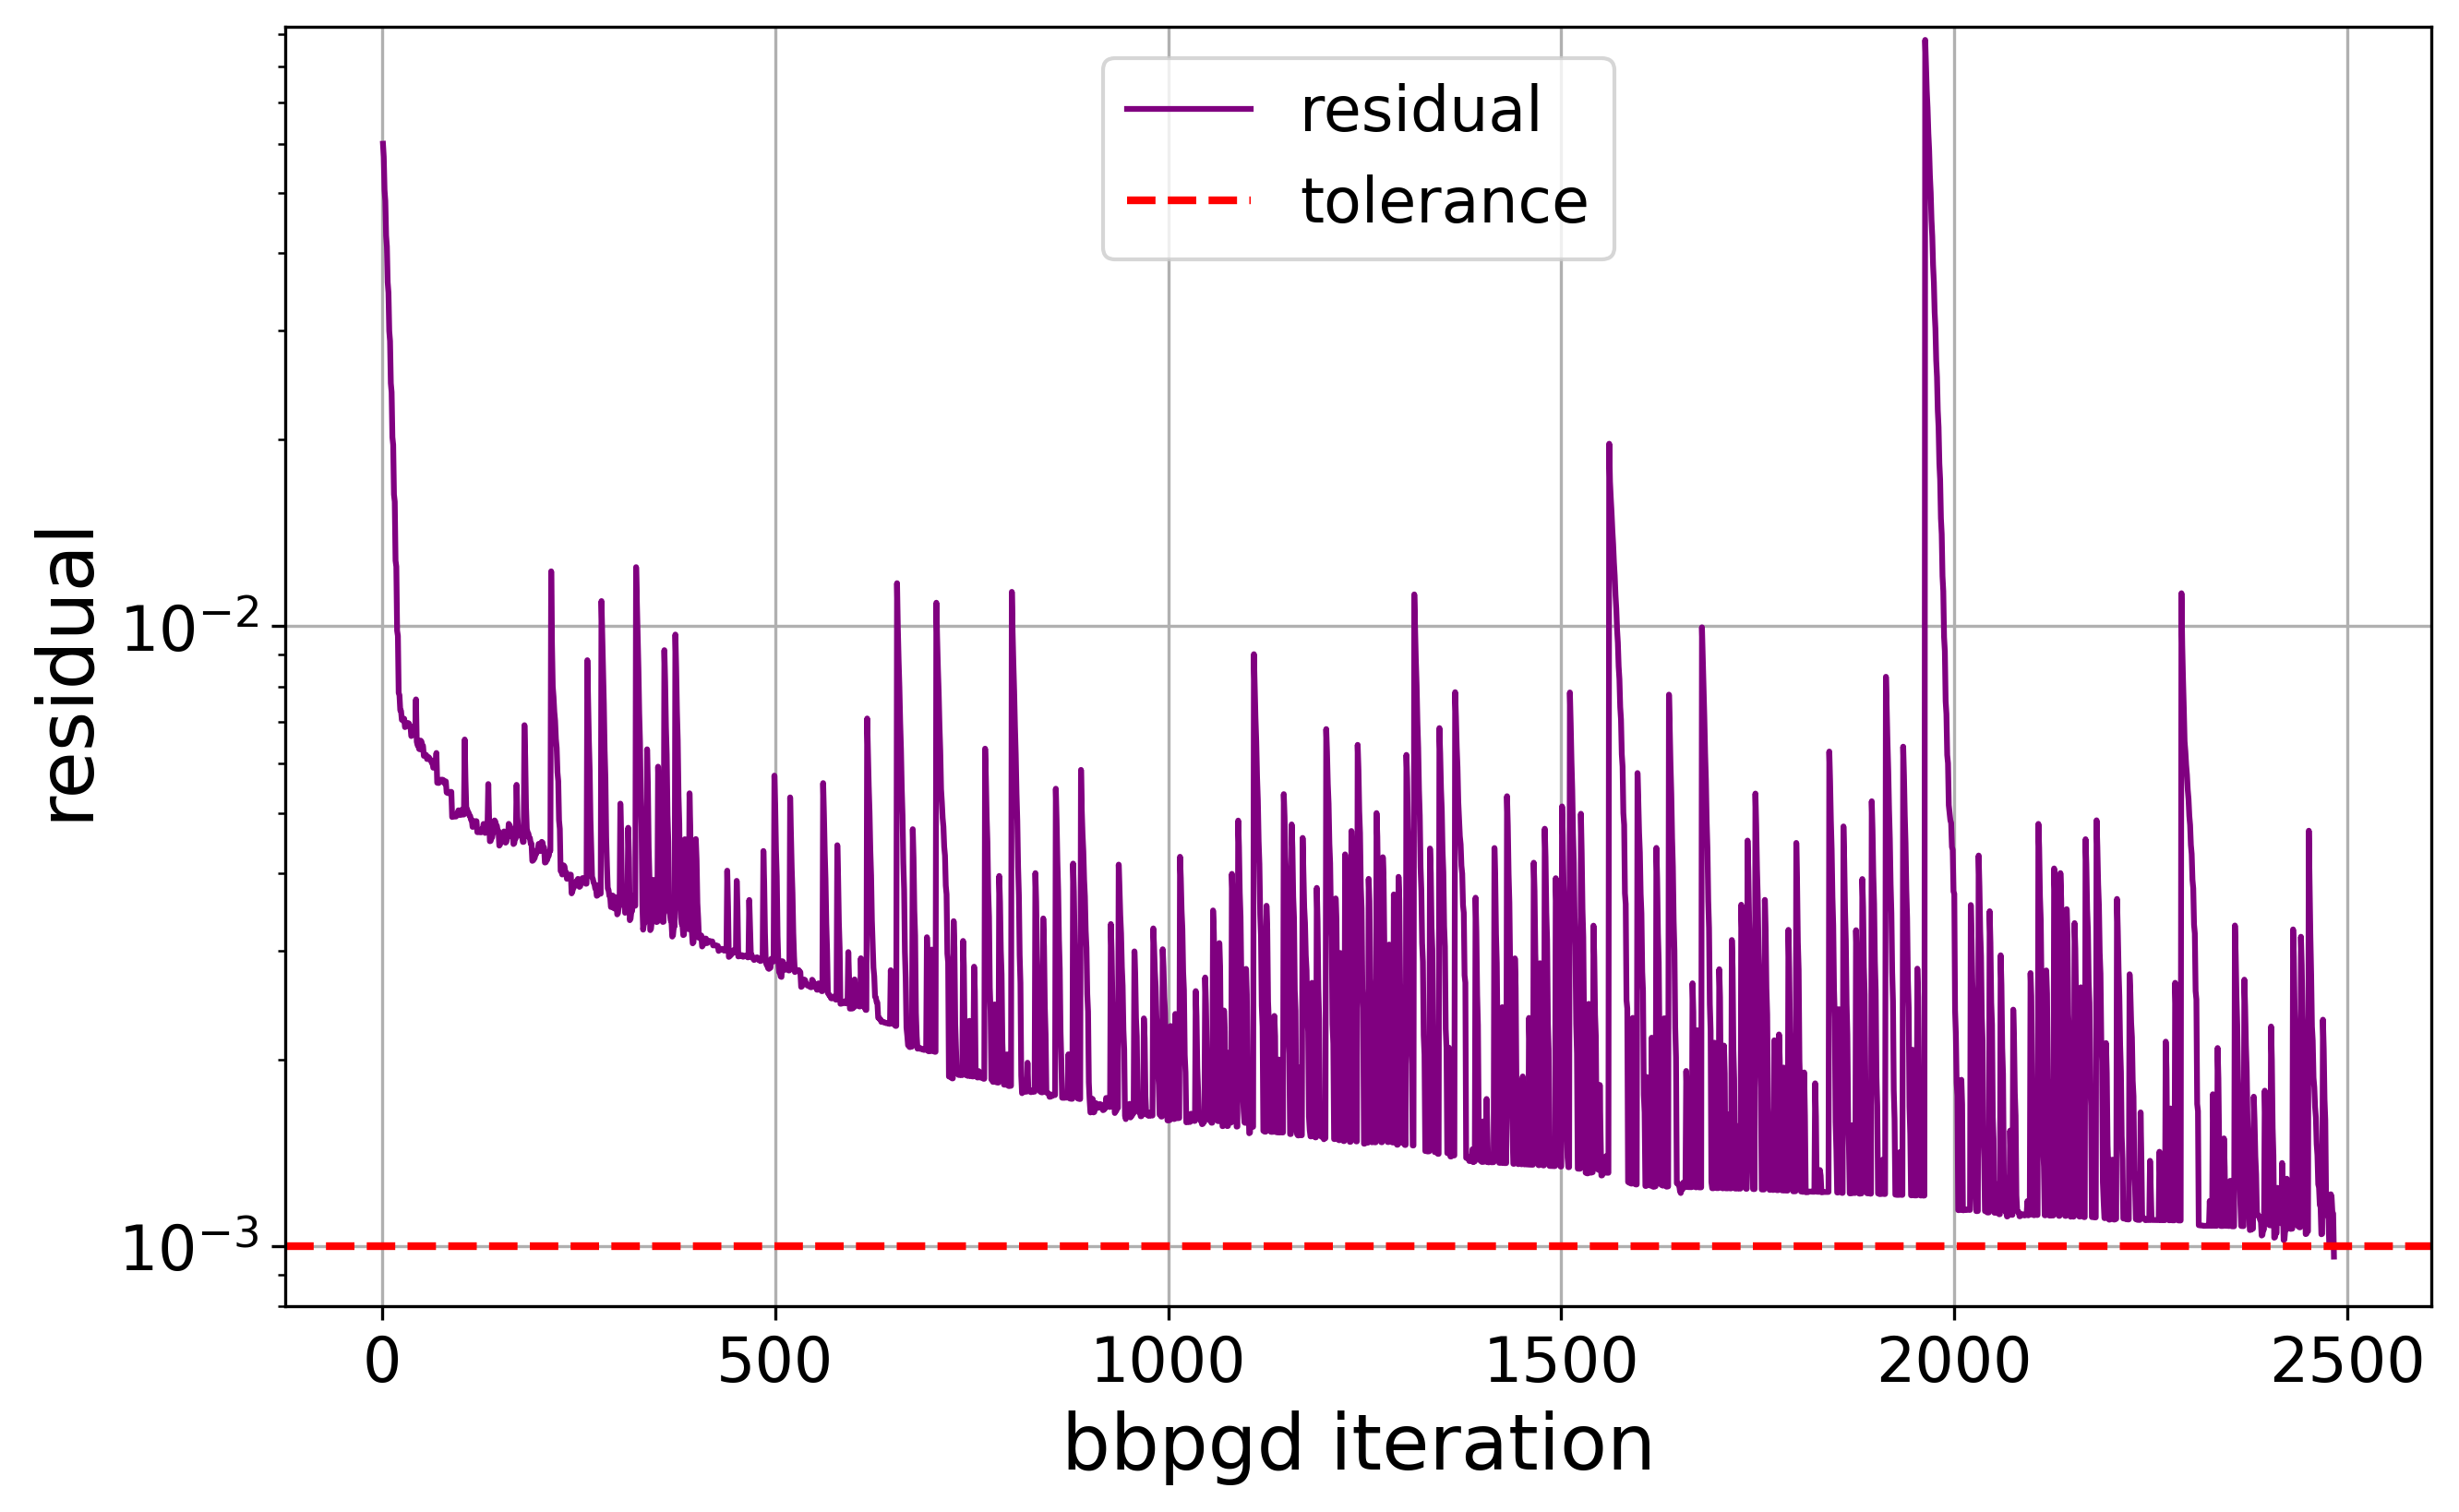 residual
tolerance
residual
10⁻²
10⁻³
0 500 1000 1500 2000 2500
bbpgd iteration